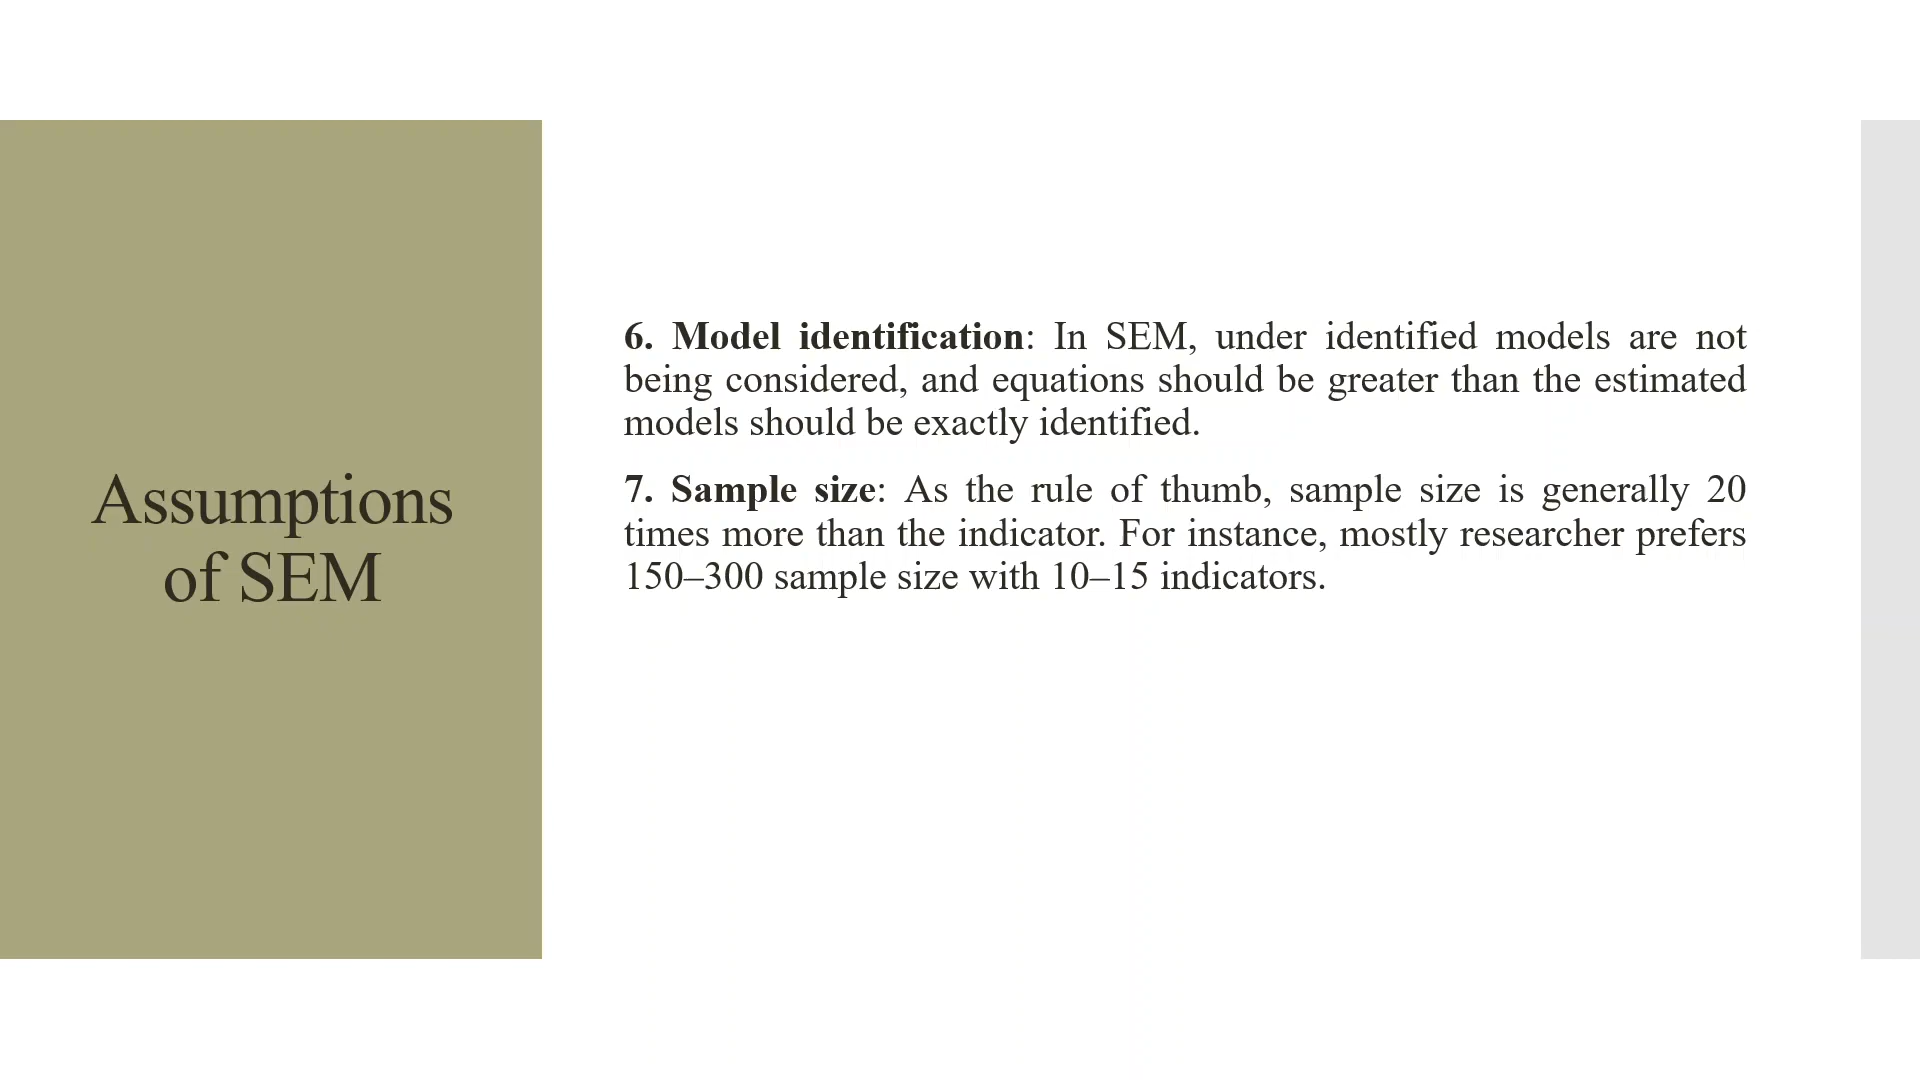 Assumptions
of SEM
6. Model identification: In SEM, under identified models are not
being considered, and equations should be greater than the estimated
models should be exactly identified.
7. Sample size: As the rule of thumb, sample size is generally 20
times more than the indicator. For instance, mostly researcher prefers
150–300 sample size with 10–15 indicators.